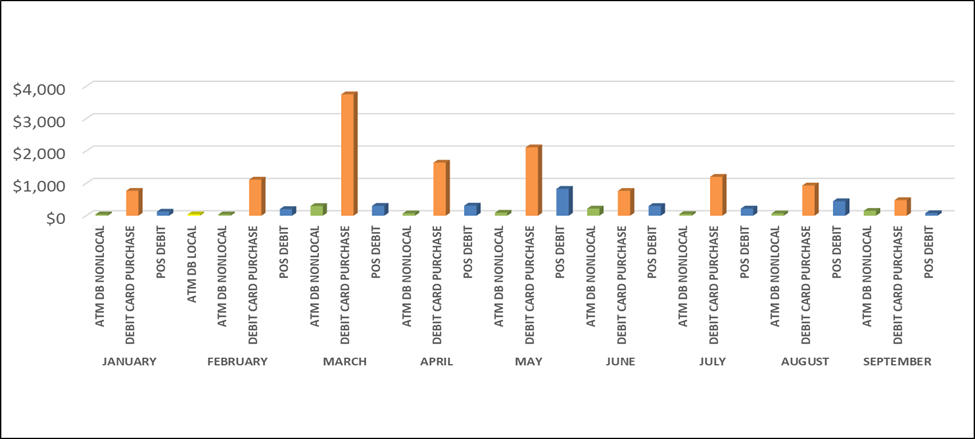 $4,000
$3,000
$2,000
$1,000
$0
ATM DB NONLOCAL
DEBIT CARD PURCHASE
POS DEBIT
ATM DB LOCAL
ATM DB NONLOCAL
DEBIT CARD PURCHASE
POS DEBIT
ATM DB NONLOCAL
DEBIT CARD PURCHASE
POS DEBIT
ATM DB NONLOCAL
DEBIT CARD PURCHASE
POS DEBIT
ATM DB NONLOCAL
DEBIT CARD PURCHASE
POS DEBIT
ATM DB NONLOCAL
DEBIT CARD PURCHASE
POS DEBIT
ATM DB NONLOCAL
DEBIT CARD PURCHASE
POS DEBIT
ATM DB NONLOCAL
DEBIT CARD PURCHASE
POS DEBIT
ATM DB NONLOCAL
DEBIT CARD PURCHASE
POS DEBIT
JANUARY FEBRUARY MARCH APRIL MAY JUNE JULY AUGUST SEPTEMBER